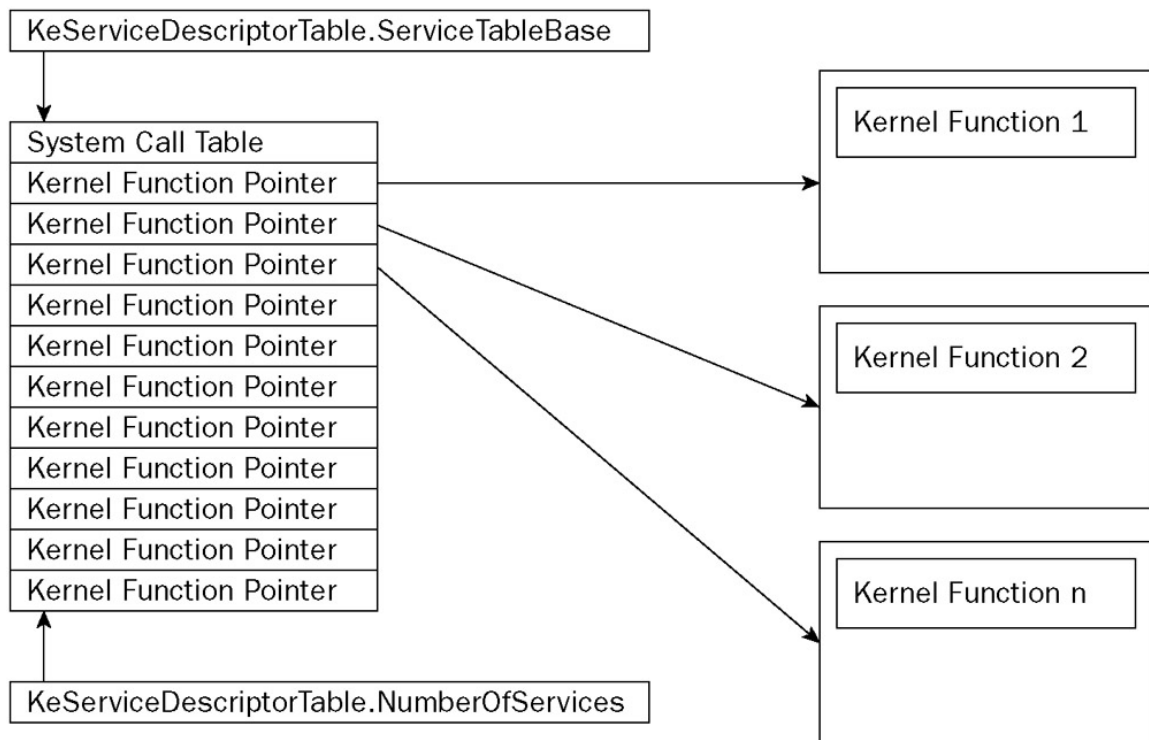 KeServiceDescriptorTable.ServiceTableBase
System Call Table
Kernel Function Pointer
Kernel Function Pointer
Kernel Function Pointer
Kernel Function Pointer
Kernel Function Pointer
Kernel Function Pointer
Kernel Function Pointer
Kernel Function Pointer
Kernel Function Pointer
Kernel Function Pointer
Kernel Function Pointer
KeServiceDescriptorTable.NumberOfServices
Kernel Function 1
Kernel Function 2
Kernel Function n